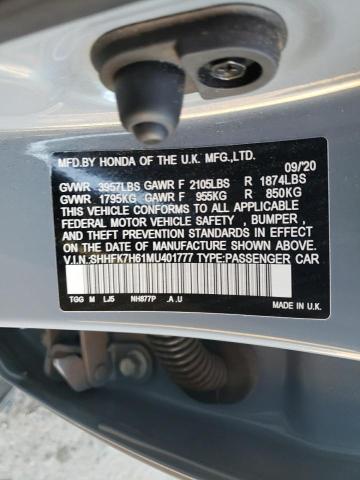 MFD.BY HONDA OF THE U.K. MFG.,LTD. 09/'20
GVWR 3957LBS GAWR F 2105LBS R 1874LBS
GVWR 1795KG GAWR F 955KG R 850KG
THIS VEHICLE CONFORMS TO ALL APPLICABLE
FEDERAL MOTOR VEHICLE SAFETY , BUMPER ,
AND THEFT PREVENTION STANDARDS IN EFFECT ON
THE DATE OF MANUFACTURE SHOWN ABOVE.
V.I.N:SHHFK7H61MU401777 TYPE:PASSENGER CAR
TGG M LJ5 NH877P .A .U MADE IN U.K.